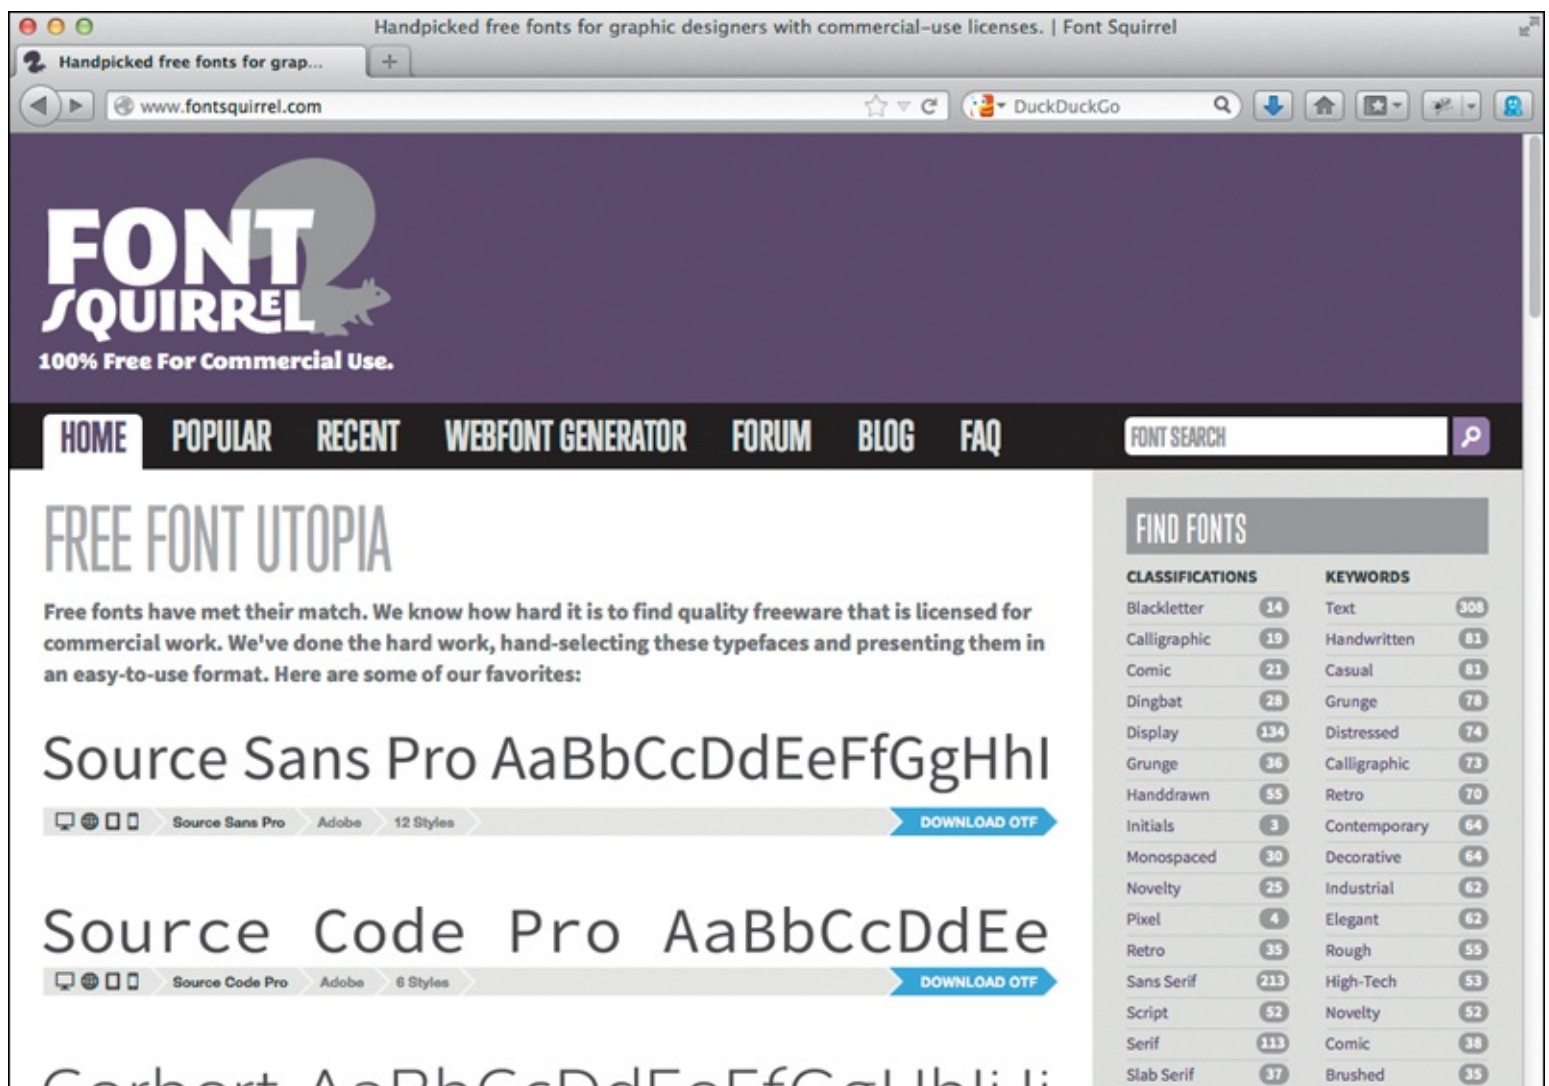 Handpicked free fonts for graphic designers with commercial-use licenses. | Font Squirrel
Handpicked free fonts for grap...
www.fontsquirrel.com
DuckDuckGo
FONT
SQUIRREL
100% Free For Commercial Use.
HOME POPULAR RECENT WEBFONT GENERATOR FORUM BLOG FAQ FONT SEARCH
FREE FONT UTOPIA
Free fonts have met their match. We know how hard it is to find quality freeware that is licensed for
commercial work. We've done the hard work, hand-selecting these typefaces and presenting them in
an easy-to-use format. Here are some of our favorites:
Source Sans Pro AaBbCcDdEeFfGgHhI
Source Sans Pro Adobe 12 Styles DOWNLOAD OTF
Source Code Pro AaBbCcDdEe
Source Code Pro Adobe 6 Styles DOWNLOAD OTF
FIND FONTS
CLASSIFICATIONS
Blackletter 14
Calligraphic 19
Comic 21
Dingbat 28
Display 134
Grunge 36
Handdrawn 55
Initials 3
Monospaced 30
Novelty 25
Pixel 4
Retro 35
Sans Serif 213
Script 52
Serif 113
Slab Serif 37
KEYWORDS
Text 308
Handwritten 81
Casual 81
Grunge 78
Distressed 74
Calligraphic 73
Retro 70
Contemporary 64
Decorative 64
Industrial 62
Elegant 62
Rough 55
High-Tech 53
Novelty 52
Comic 38
Brushed 35